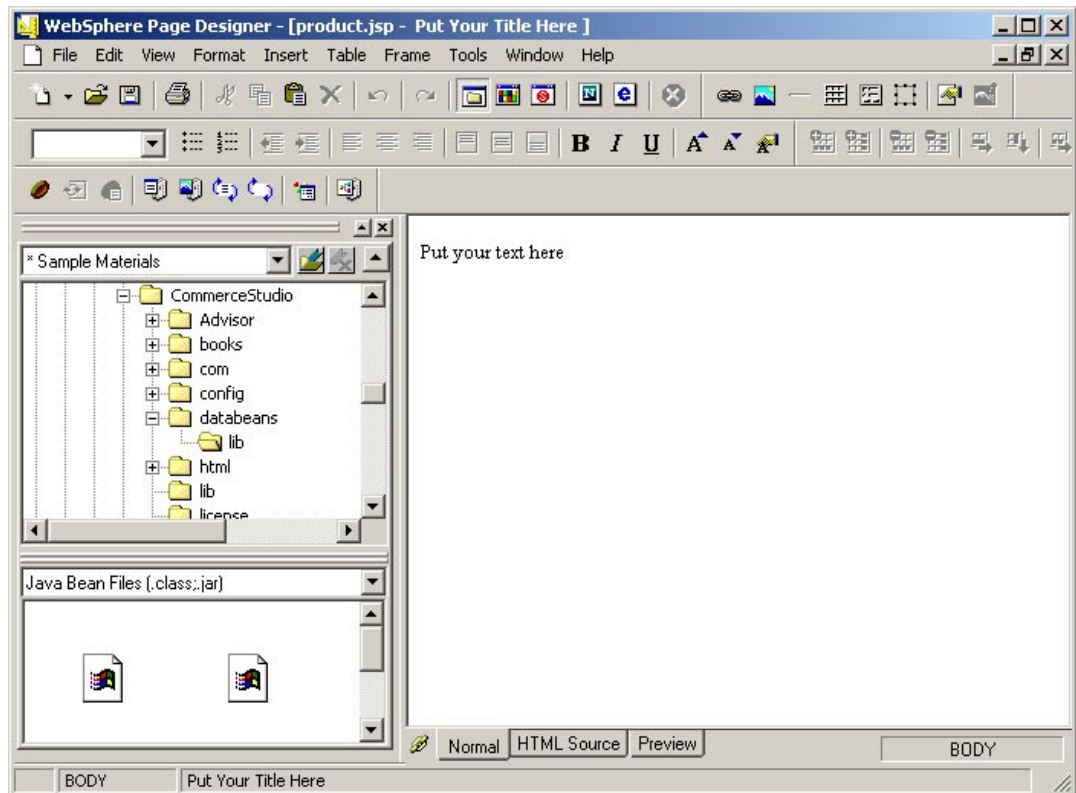 WebSphere Page Designer - [product.jsp - Put Your Title Here ]
File Edit View Format Insert Table Frame Tools Window Help
B I U A A A
* Sample Materials
CommerceStudio
Advisor
books
com
config
databeans
lib
html
lib
license
Java Bean Files (.class;.jar)
Put your text here
Normal HTML Source Preview BODY
BODY Put Your Title Here